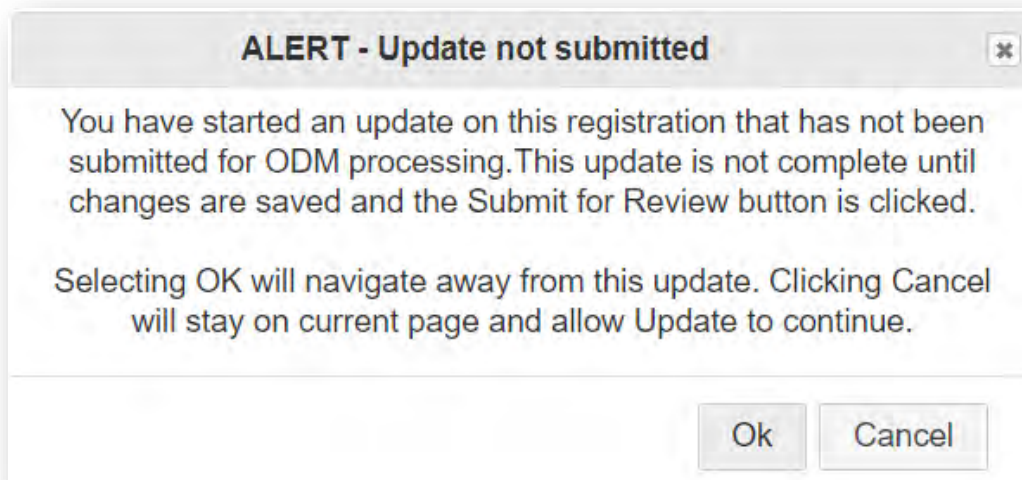 ALERT - Update not submitted
You have started an update on this registration that has not been
submitted for ODM processing.This update is not complete until
changes are saved and the Submit for Review button is clicked.
Selecting OK will navigate away from this update. Clicking Cancel
will stay on current page and allow Update to continue.
Ok Cancel